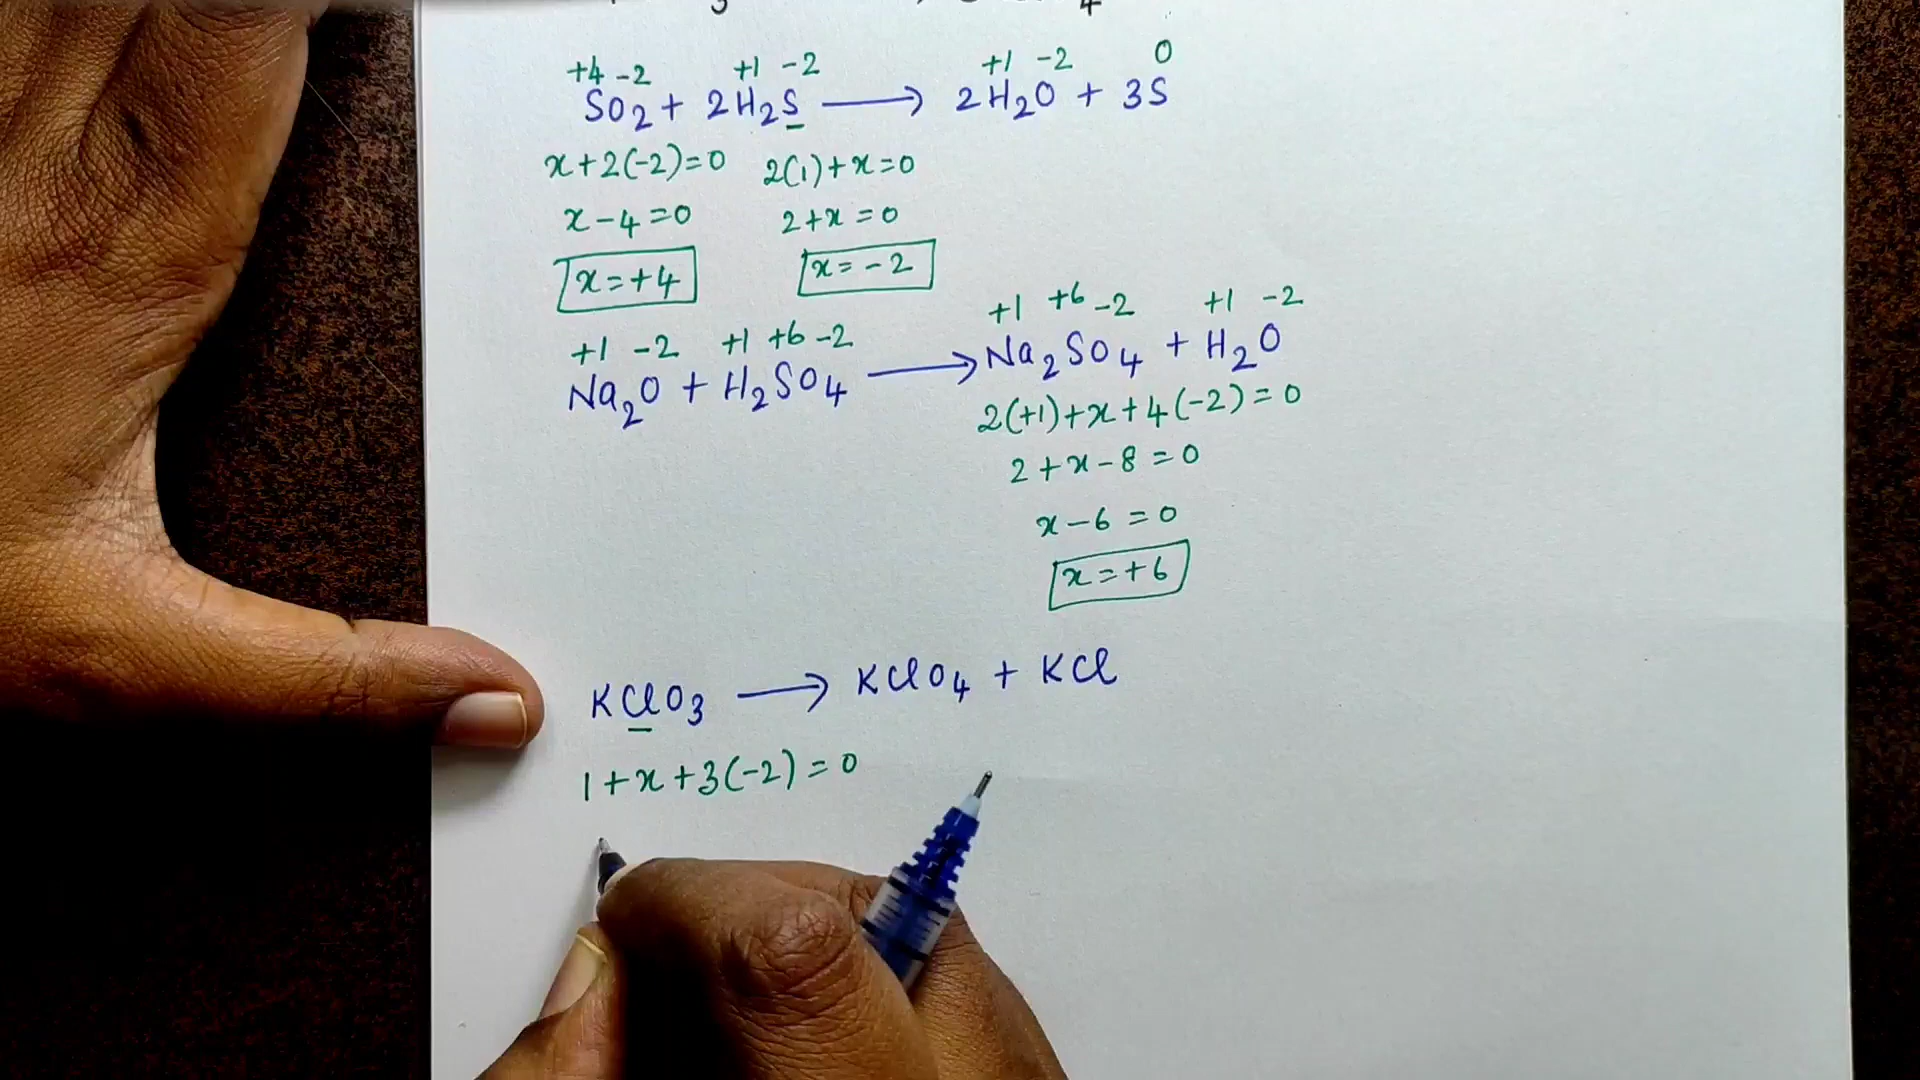 +4 -2 +1 -2 +1 -2 0
SO2 + 2H2S ⟶ 2H2O + 3S
x+2(-2)=0 2(1)+x=0
x-4=0 2+x=0
x=+4 x=-2
+1 -2 +1 +6 -2 +1 +6 -2 +1 -2
Na2O + H2SO4 ⟶ Na2SO4 + H2O
2(+1)+x+4(-2)=0
2+x-8=0
x-6=0
x=+6
KClO3 ⟶ KClO4 + KCl
1+x+3(-2)=0